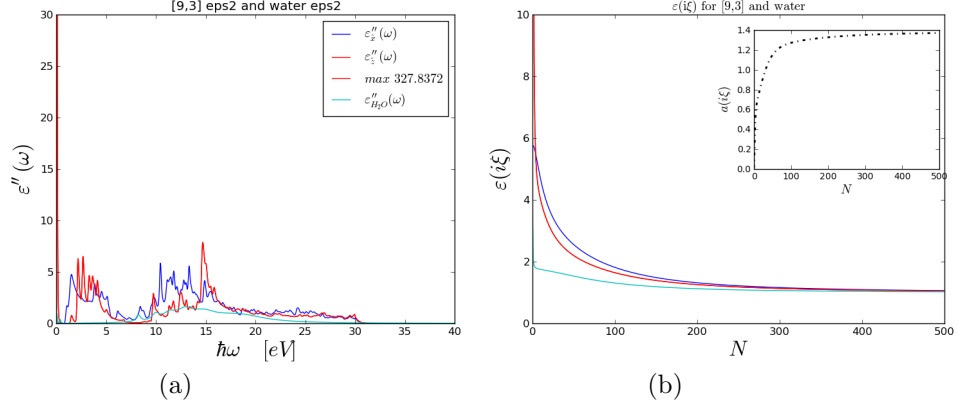 [9,3] eps2 and water eps2
ε″(ω)
30
25
20
15
10
5
0
ε″x̂(ω)
ε″ẑ(ω)
max 327.8372
ε″H₂O(ω)
0 5 10 15 20 25 30 35 40
ħω [eV]
(a)
ε(iξ) for [9,3] and water
ε(iξ)
10
8
6
4
2
0
a(iξ)
1.4
1.2
1.0
0.8
0.6
0.4
0.2
0.0
0 100 200 300 400 500
N
0 100 200 300 400 500
N
(b)